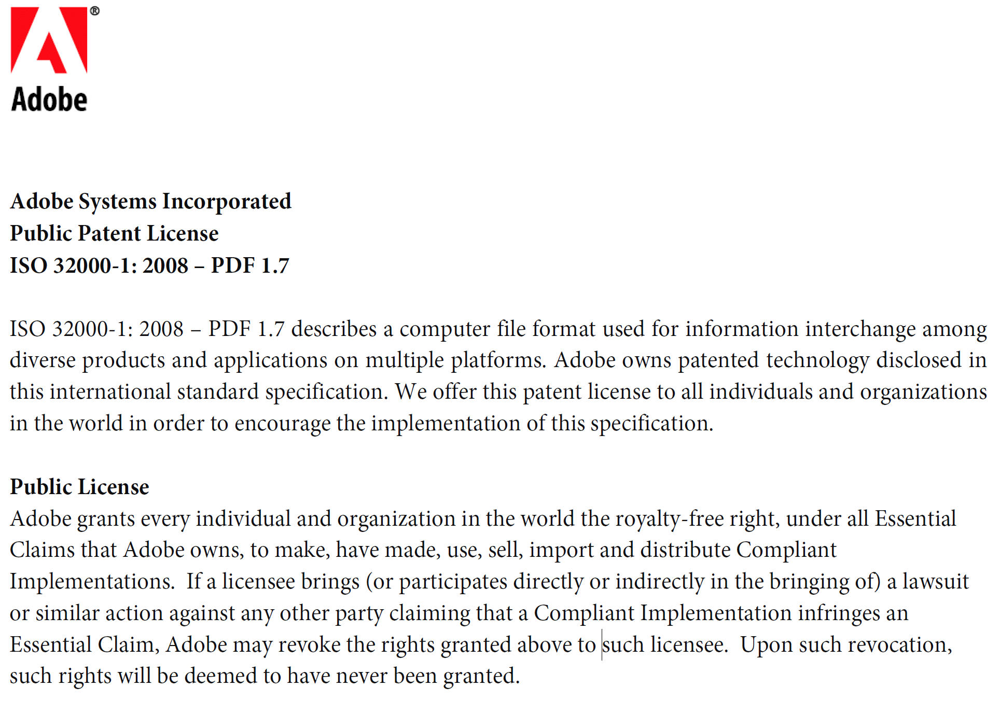 ®
Adobe
Adobe Systems Incorporated
Public Patent License
ISO 32000-1: 2008 – PDF 1.7
ISO 32000-1: 2008 – PDF 1.7 describes a computer file format used for information interchange among
diverse products and applications on multiple platforms. Adobe owns patented technology disclosed in
this international standard specification. We offer this patent license to all individuals and organizations
in the world in order to encourage the implementation of this specification.
Public License
Adobe grants every individual and organization in the world the royalty-free right, under all Essential
Claims that Adobe owns, to make, have made, use, sell, import and distribute Compliant
Implementations.  If a licensee brings (or participates directly or indirectly in the bringing of) a lawsuit
or similar action against any other party claiming that a Compliant Implementation infringes an
Essential Claim, Adobe may revoke the rights granted above to such licensee.  Upon such revocation,
such rights will be deemed to have never been granted.